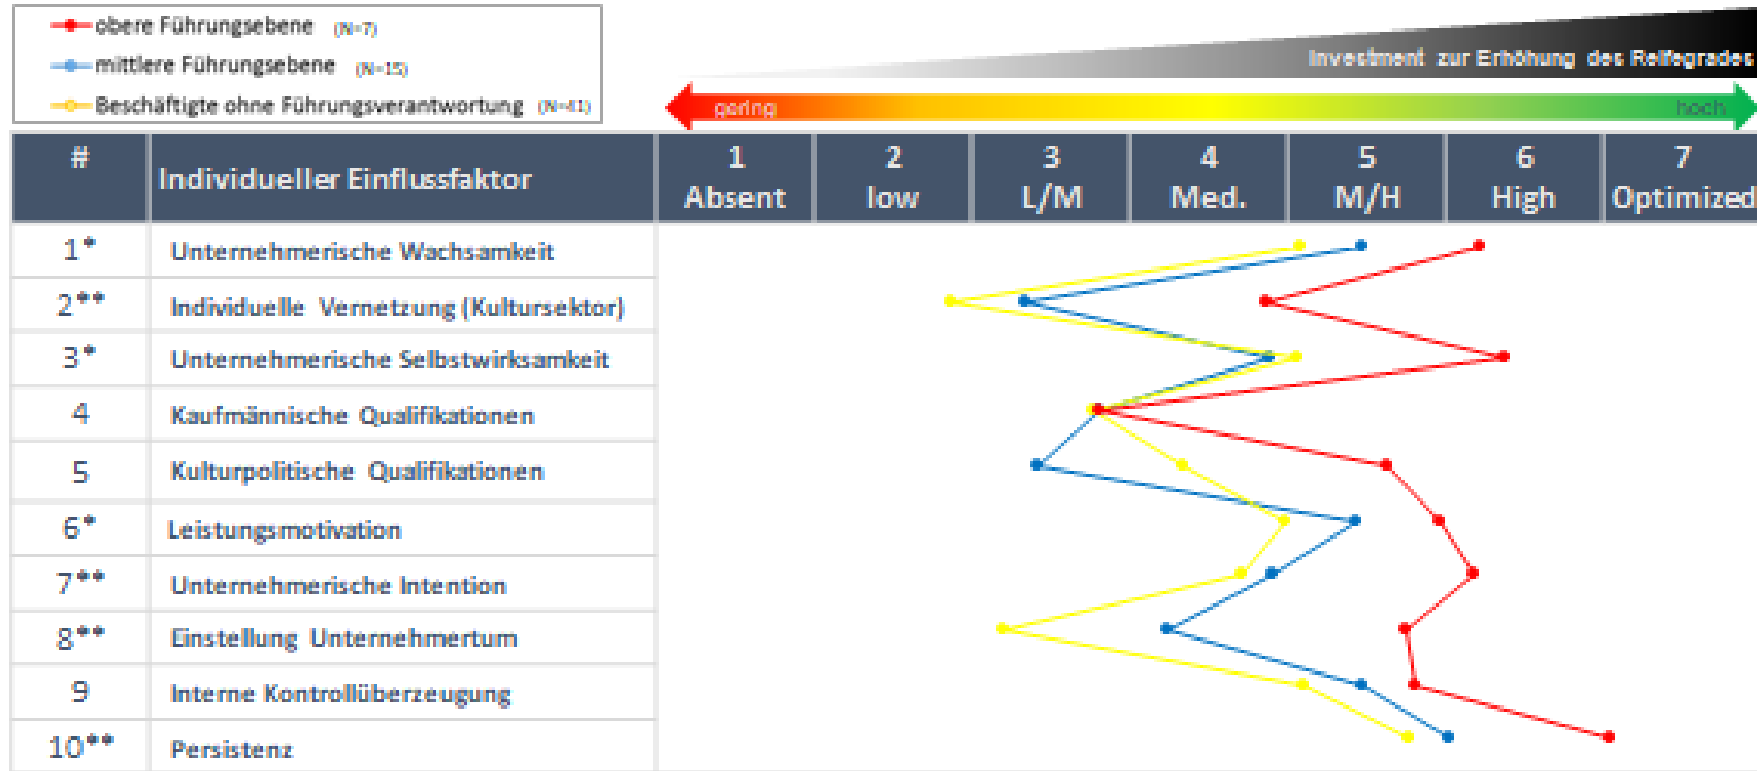 obere Führungsebene (N=7)
mittlere Führungsebene (N=15)
Beschäftigte ohne Führungsverantwortung (N=41)
Investment zur Erhöhung des Reifegrades
gering hoch
# Individueller Einflussfaktor 1 Absent 2 low 3 L/M 4 Med. 5 M/H 6 High 7 Optimized
1* Unternehmerische Wachsamkeit
2** Individuelle Vernetzung (Kultursektor)
3* Unternehmerische Selbstwirksamkeit
4 Kaufmännische Qualifikationen
5 Kulturpolitische Qualifikationen
6* Leistungsmotivation
7** Unternehmerische Intention
8** Einstellung Unternehmertum
9 Interne Kontrollüberzeugung
10** Persistenz